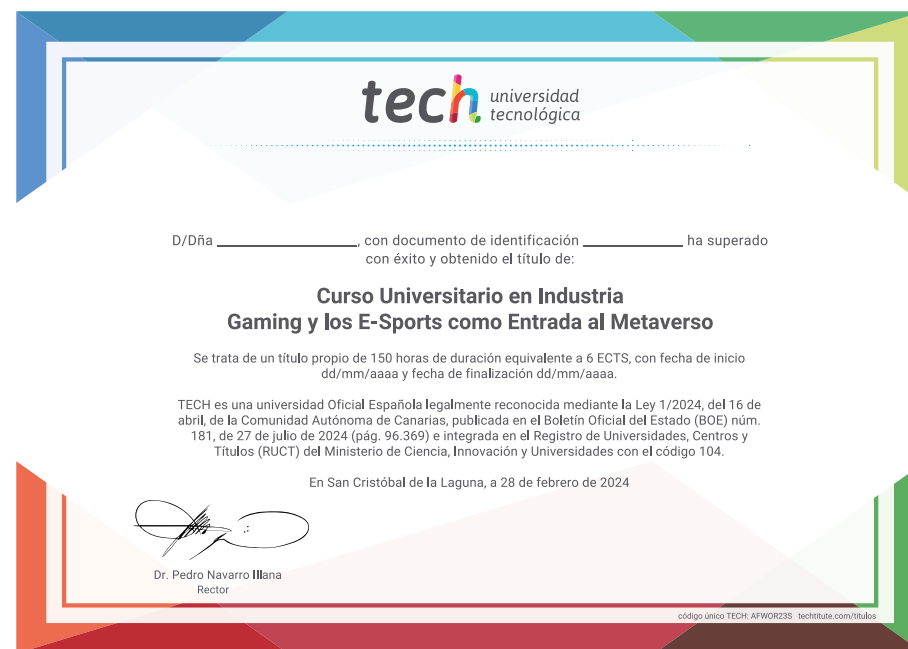 tech universidad
tecnológica
D/Dña ____________________, con documento de identificación ______________ ha superado
con éxito y obtenido el título de:
Curso Universitario en Industria
Gaming y los E-Sports como Entrada al Metaverso
Se trata de un título propio de 150 horas de duración equivalente a 6 ECTS, con fecha de inicio
dd/mm/aaaa y fecha de finalización dd/mm/aaaa.
TECH es una universidad Oficial Española legalmente reconocida mediante la Ley 1/2024, del 16 de
abril, de la Comunidad Autónoma de Canarias, publicada en el Boletín Oficial del Estado (BOE) núm.
181, de 27 de julio de 2024 (pág. 96.369) e integrada en el Registro de Universidades, Centros y
Títulos (RUCT) del Ministerio de Ciencia, Innovación y Universidades con el código 104.
En San Cristóbal de la Laguna, a 28 de febrero de 2024
Dr. Pedro Navarro Illana
Rector
código único TECH: AFWOR23S techtitute.com/titulos